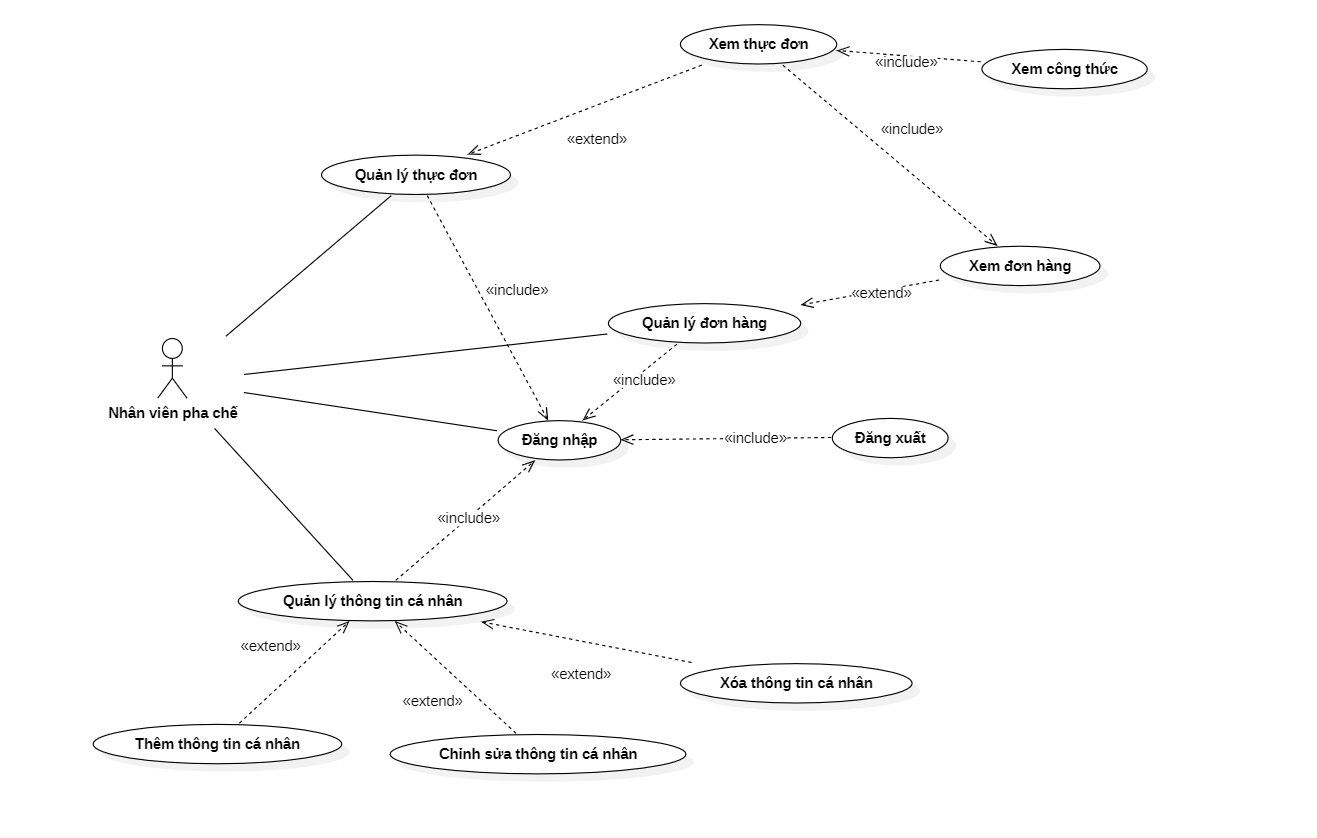 Xem thực đơn
«include»
Xem công thức
«include»
«extend»
Quản lý thực đơn
Xem đơn hàng
«include»
«extend»
Quản lý đơn hàng
«include»
Nhân viên pha chế
Đăng nhập
«include»
Đăng xuất
«include»
Quản lý thông tin cá nhân
«extend»
«extend»
Xóa thông tin cá nhân
«extend»
Thêm thông tin cá nhân
Chỉnh sửa thông tin cá nhân